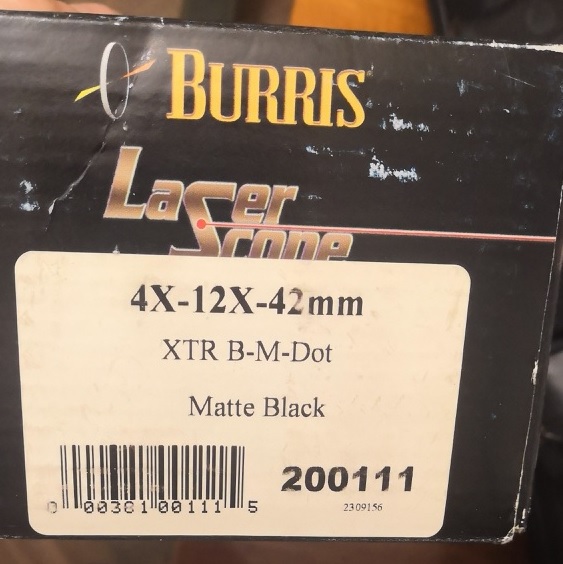 BURRIS
Laser
Scope
4X-12X-42mm
XTR B-M-Dot
Matte Black
0 00381 00111 5
200111
2309156